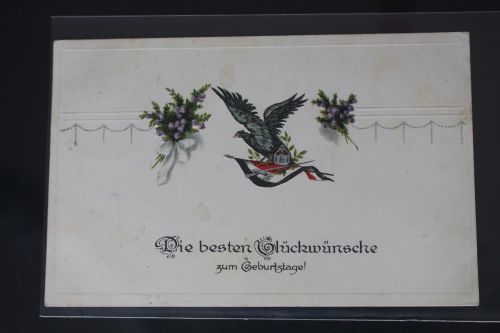 Die besten Glückwünsche
zum Geburtstage!